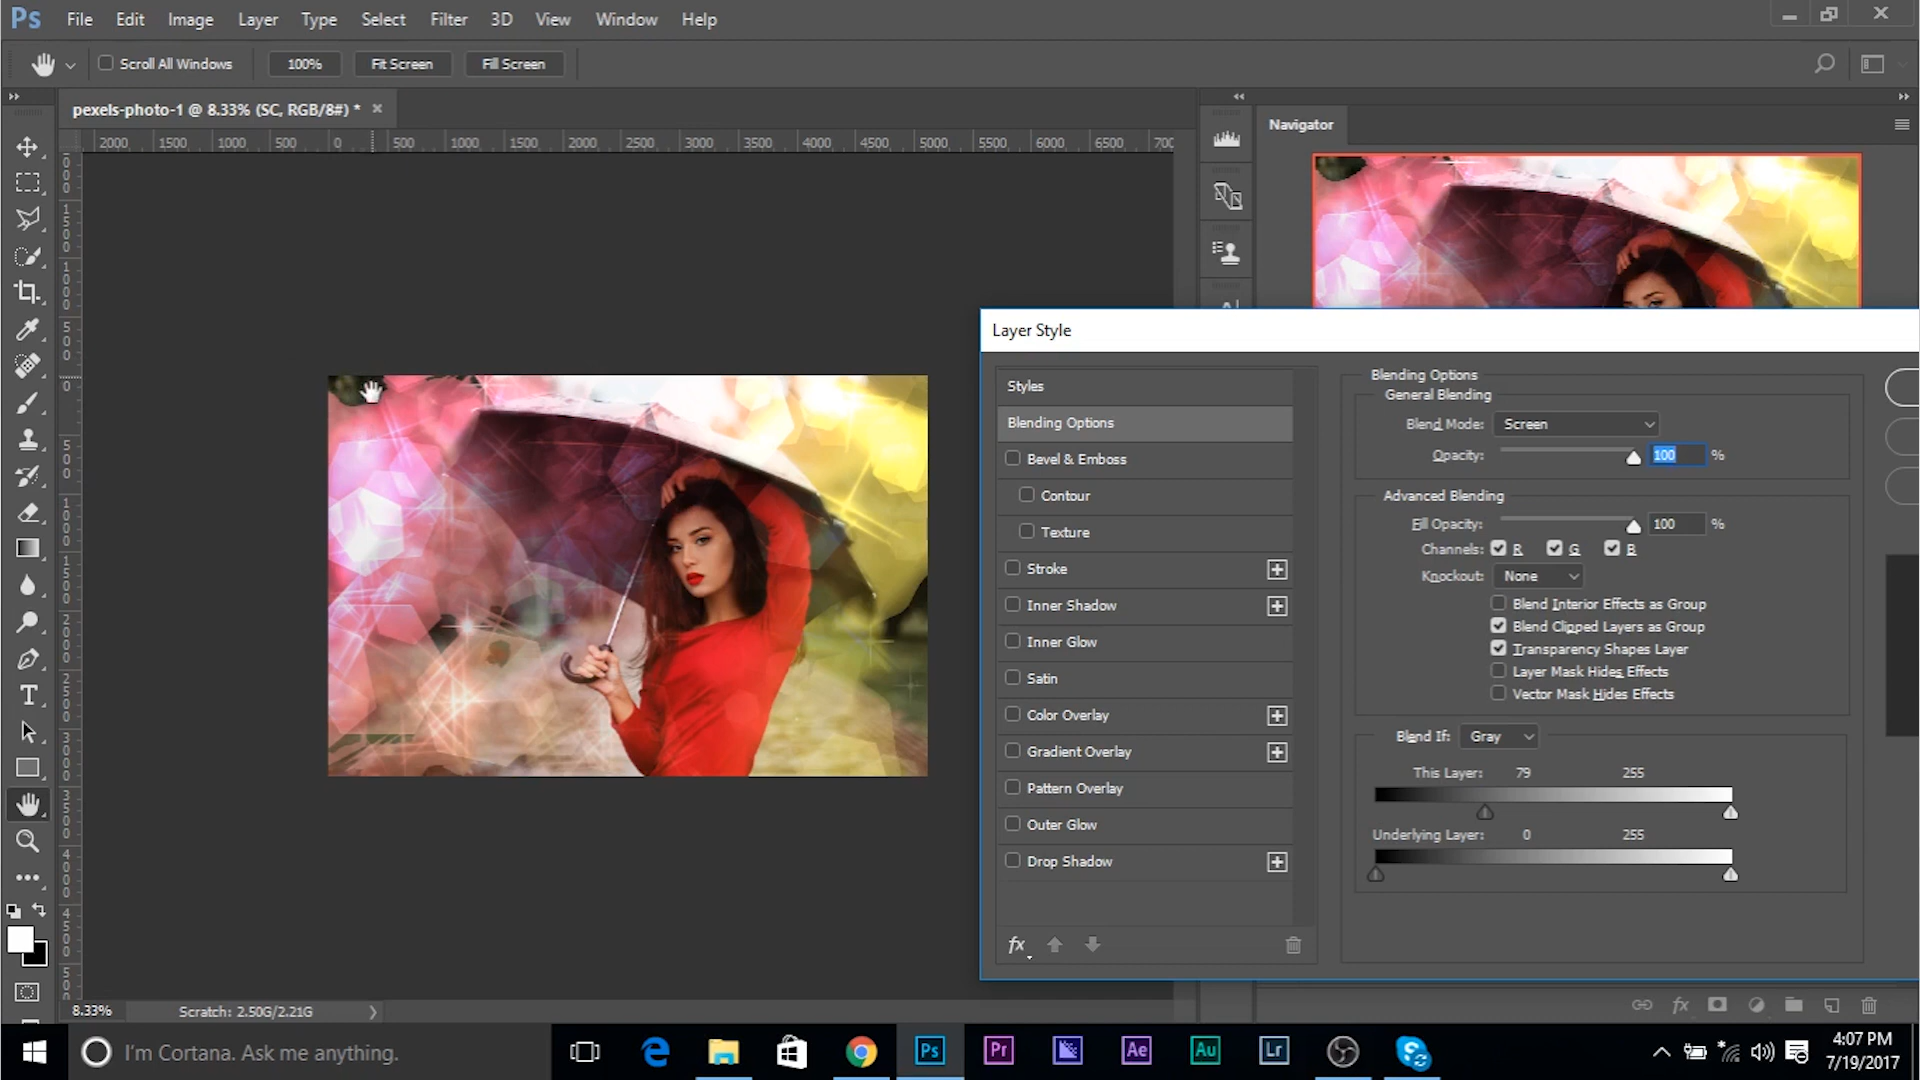 Ps File Edit Image Layer Type Select Filter 3D View Window Help
Scroll All Windows 100% Fit Screen Fill Screen
pexels-photo-1 @ 8.33% (SC, RGB/8#) * ×
2000 1500 1000 500 0 500 1000 1500 2000 2500 3000 3500 4000 4500 5000 5500 6000 6500 700
Navigator
Layer Style
Styles
Blending Options
Bevel & Emboss
Contour
Texture
Stroke
Inner Shadow
Inner Glow
Satin
Color Overlay
Gradient Overlay
Pattern Overlay
Outer Glow
Drop Shadow
fx
Blending Options
General Blending
Blend Mode: Screen
Opacity: 100 %
Advanced Blending
Fill Opacity: 100 %
Channels: R G B
Knockout: None
Blend Interior Effects as Group
Blend Clipped Layers as Group
Transparency Shapes Layer
Layer Mask Hides Effects
Vector Mask Hides Effects
Blend If: Gray
This Layer: 79 255
Underlying Layer: 0 255
8.33% Scratch: 2.50G/2.21G
fx
I'm Cortana. Ask me anything.
Ps Pr Ae Au Lr
4:07 PM
7/19/2017